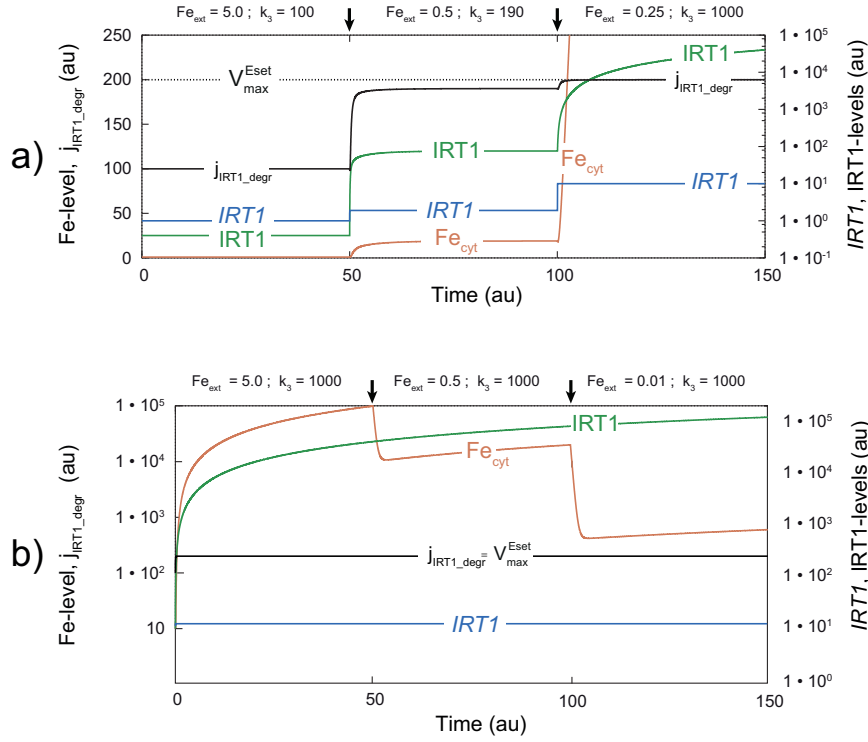 a)
Fe_ext = 5.0 ; k_3 = 100
Fe_ext = 0.5 ; k_3 = 190
Fe_ext = 0.25 ; k_3 = 1000
Fe-level, j_IRT1_degr (au)
250
200
150
100
50
0
V_max^Eset
j_IRT1_degr
IRT1
IRT1
IRT1
IRT1
Fe_cyt
IRT1
j_IRT1_degr
Fe_cyt
IRT1
1 • 10^5
1 • 10^4
1 • 10^3
1 • 10^2
1 • 10^1
1 • 10^0
1 • 10^-1
IRT1, IRT1-levels (au)
0
50
100
150
Time (au)
b)
Fe_ext = 5.0 ; k_3 = 1000
Fe_ext = 0.5 ; k_3 = 1000
Fe_ext = 0.01 ; k_3 = 1000
Fe-level, j_IRT1_degr (au)
1 • 10^5
1 • 10^4
1 • 10^3
1 • 10^2
10
IRT1
Fe_cyt
j_IRT1_degr = V_max^Eset
IRT1
1 • 10^5
1 • 10^4
1 • 10^3
1 • 10^2
1 • 10^1
1 • 10^0
IRT1, IRT1-levels (au)
0
50
100
150
Time (au)